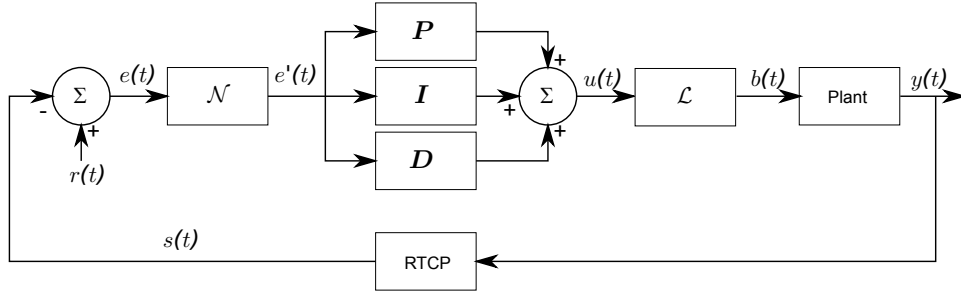 P
+
e(t)
e'(t)
u(t)
b(t)
y(t)
Σ
𝒩
I
Σ
ℒ
Plant
-
+
+
+
D
r(t)
s(t)
RTCP